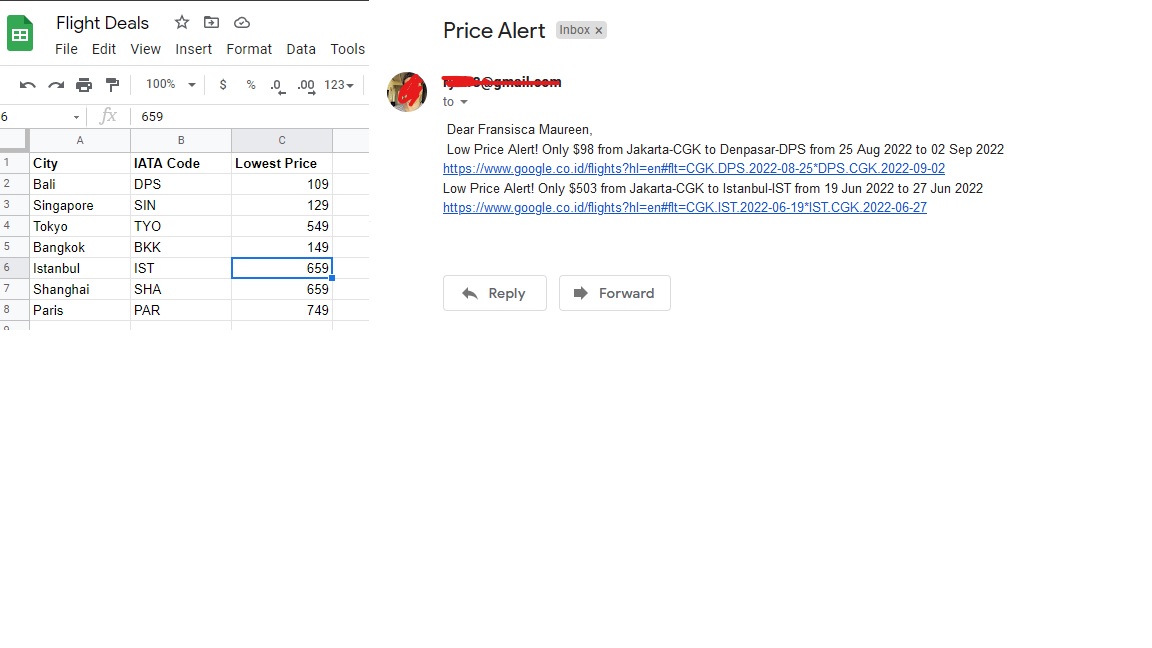 Flight Deals
File Edit View Insert Format Data Tools
100% $ % .0 .00 123
6 fx 659
A B C
1 City IATA Code Lowest Price
2 Bali DPS 109
3 Singapore SIN 129
4 Tokyo TYO 549
5 Bangkok BKK 149
6 Istanbul IST 659
7 Shanghai SHA 659
8 Paris PAR 749
Price Alert Inbox ×
@gmail.com
to
Dear Fransisca Maureen,
Low Price Alert! Only $98 from Jakarta-CGK to Denpasar-DPS from 25 Aug 2022 to 02 Sep 2022
https://www.google.co.id/flights?hl=en#flt=CGK.DPS.2022-08-25*DPS.CGK.2022-09-02
Low Price Alert! Only $503 from Jakarta-CGK to Istanbul-IST from 19 Jun 2022 to 27 Jun 2022
https://www.google.co.id/flights?hl=en#flt=CGK.IST.2022-06-19*IST.CGK.2022-06-27
Reply Forward